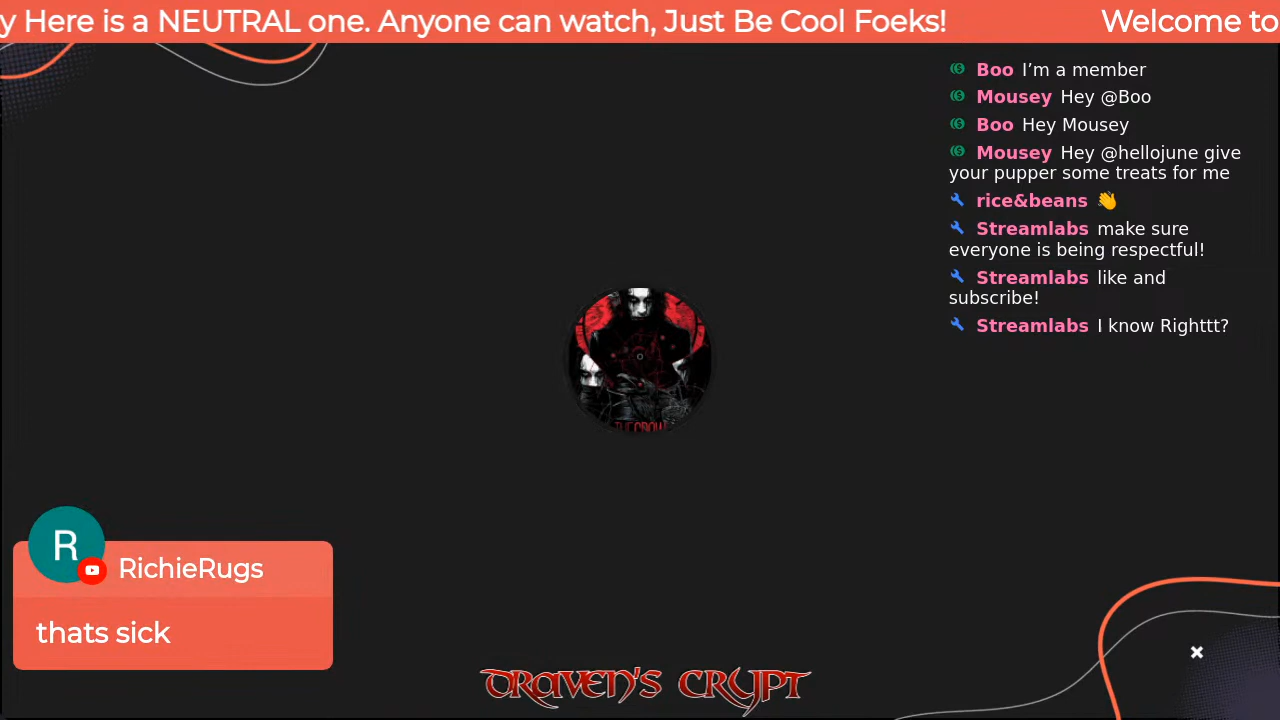 y Here is a NEUTRAL one. Anyone can watch, Just Be Cool Foeks! Welcome to
Boo I’m a member
Mousey Hey @Boo
Boo Hey Mousey
Mousey Hey @hellojune give
your pupper some treats for me
rice&beans 👋
Streamlabs make sure
everyone is being respectful!
Streamlabs like and
subscribe!
Streamlabs I know Righttt?
THE CROW
R
RichieRugs
thats sick
DRAVEN'S CRYPT